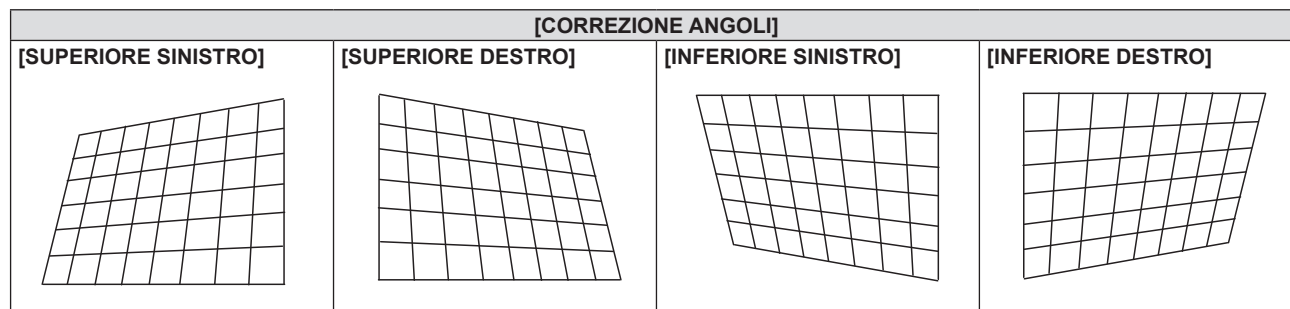 [CORREZIONE ANGOLI]
[SUPERIORE SINISTRO] [SUPERIORE DESTRO] [INFERIORE SINISTRO] [INFERIORE DESTRO]